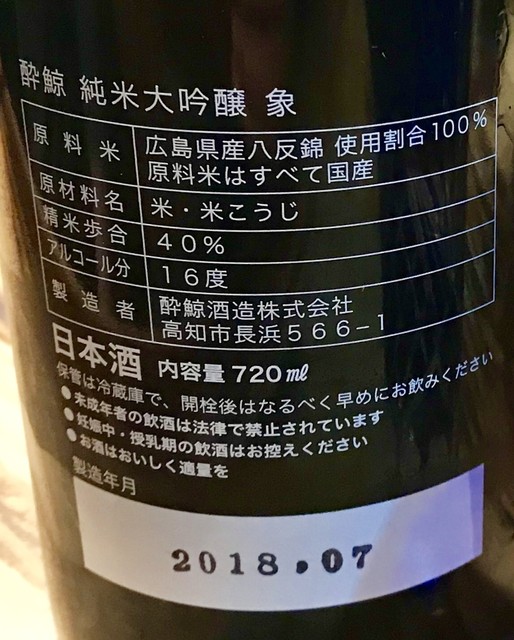 酔鯨 純米大吟醸 象
原料米 広島県産八反錦 使用割合100%
原料米はすべて国産
原材料名 米・米こうじ
精米歩合 40%
アルコール分 16度
製造者 酔鯨酒造株式会社
高知市長浜566-1
日本酒 内容量720ml
保管は冷蔵庫で、開栓後はなるべく早めにお飲みください
●未成年者の飲酒は法律で禁止されています
●妊娠中・授乳期の飲酒はお控えください
●お酒はおいしく適量を
製造年月
2018.07